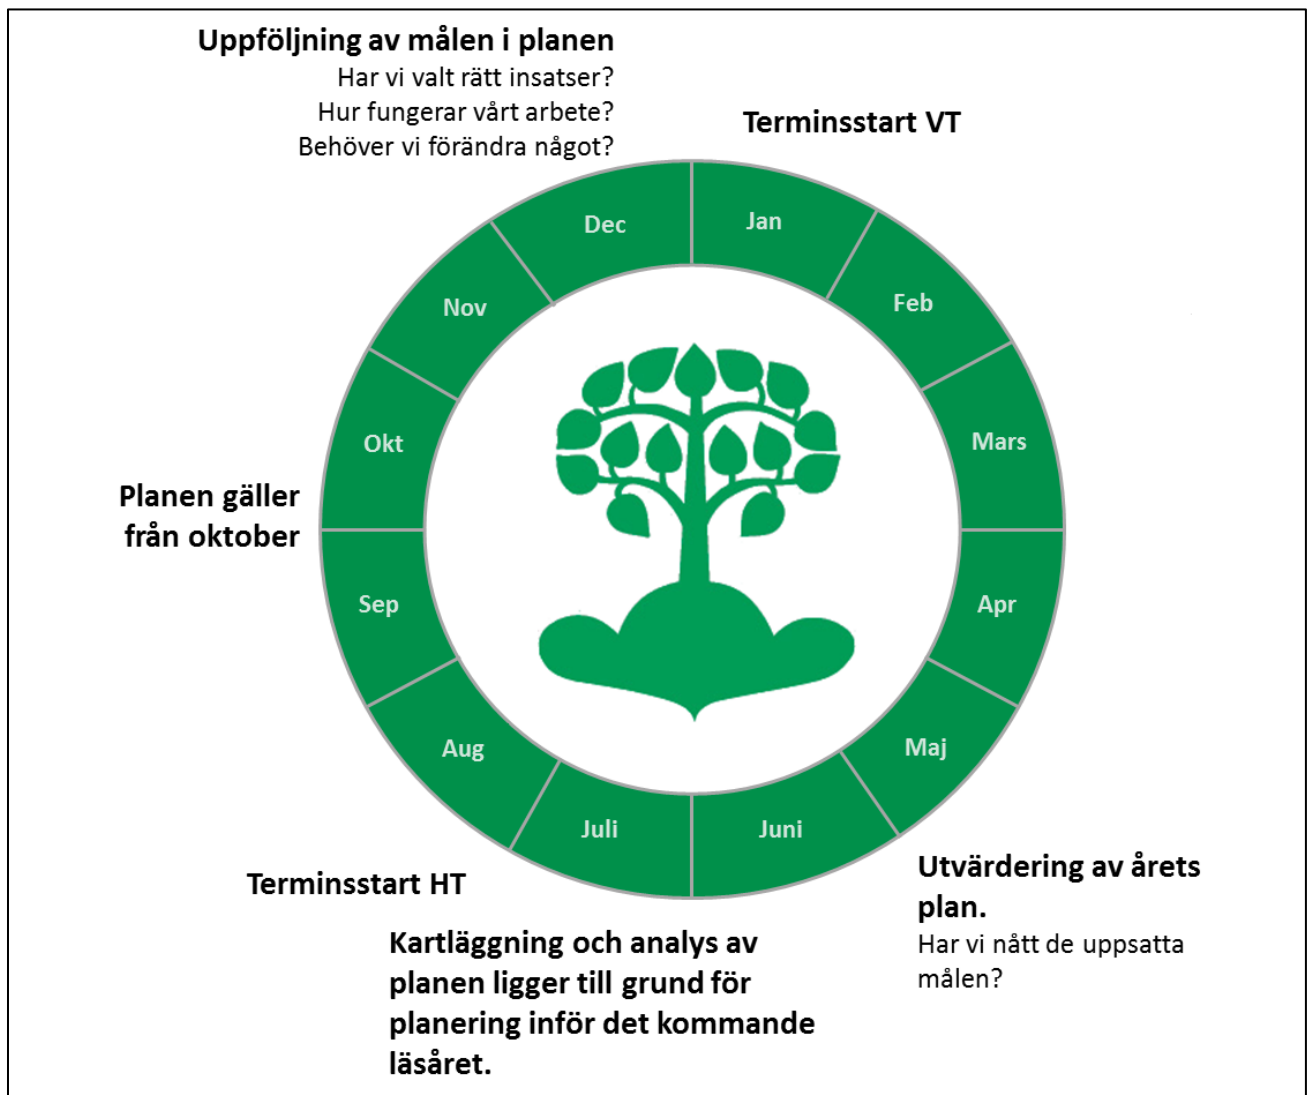 Uppföljning av målen i planen
Har vi valt rätt insatser?
Hur fungerar vårt arbete?
Behöver vi förändra något?
Terminsstart VT
Dec
Jan
Nov
Feb
Okt
Mars
Planen gäller
från oktober
Sep
Apr
Aug
Maj
Juli
Juni
Terminsstart HT
Utvärdering av årets
plan.
Har vi nått de uppsatta
målen?
Kartläggning och analys av
planen ligger till grund för
planering inför det kommande
läsåret.